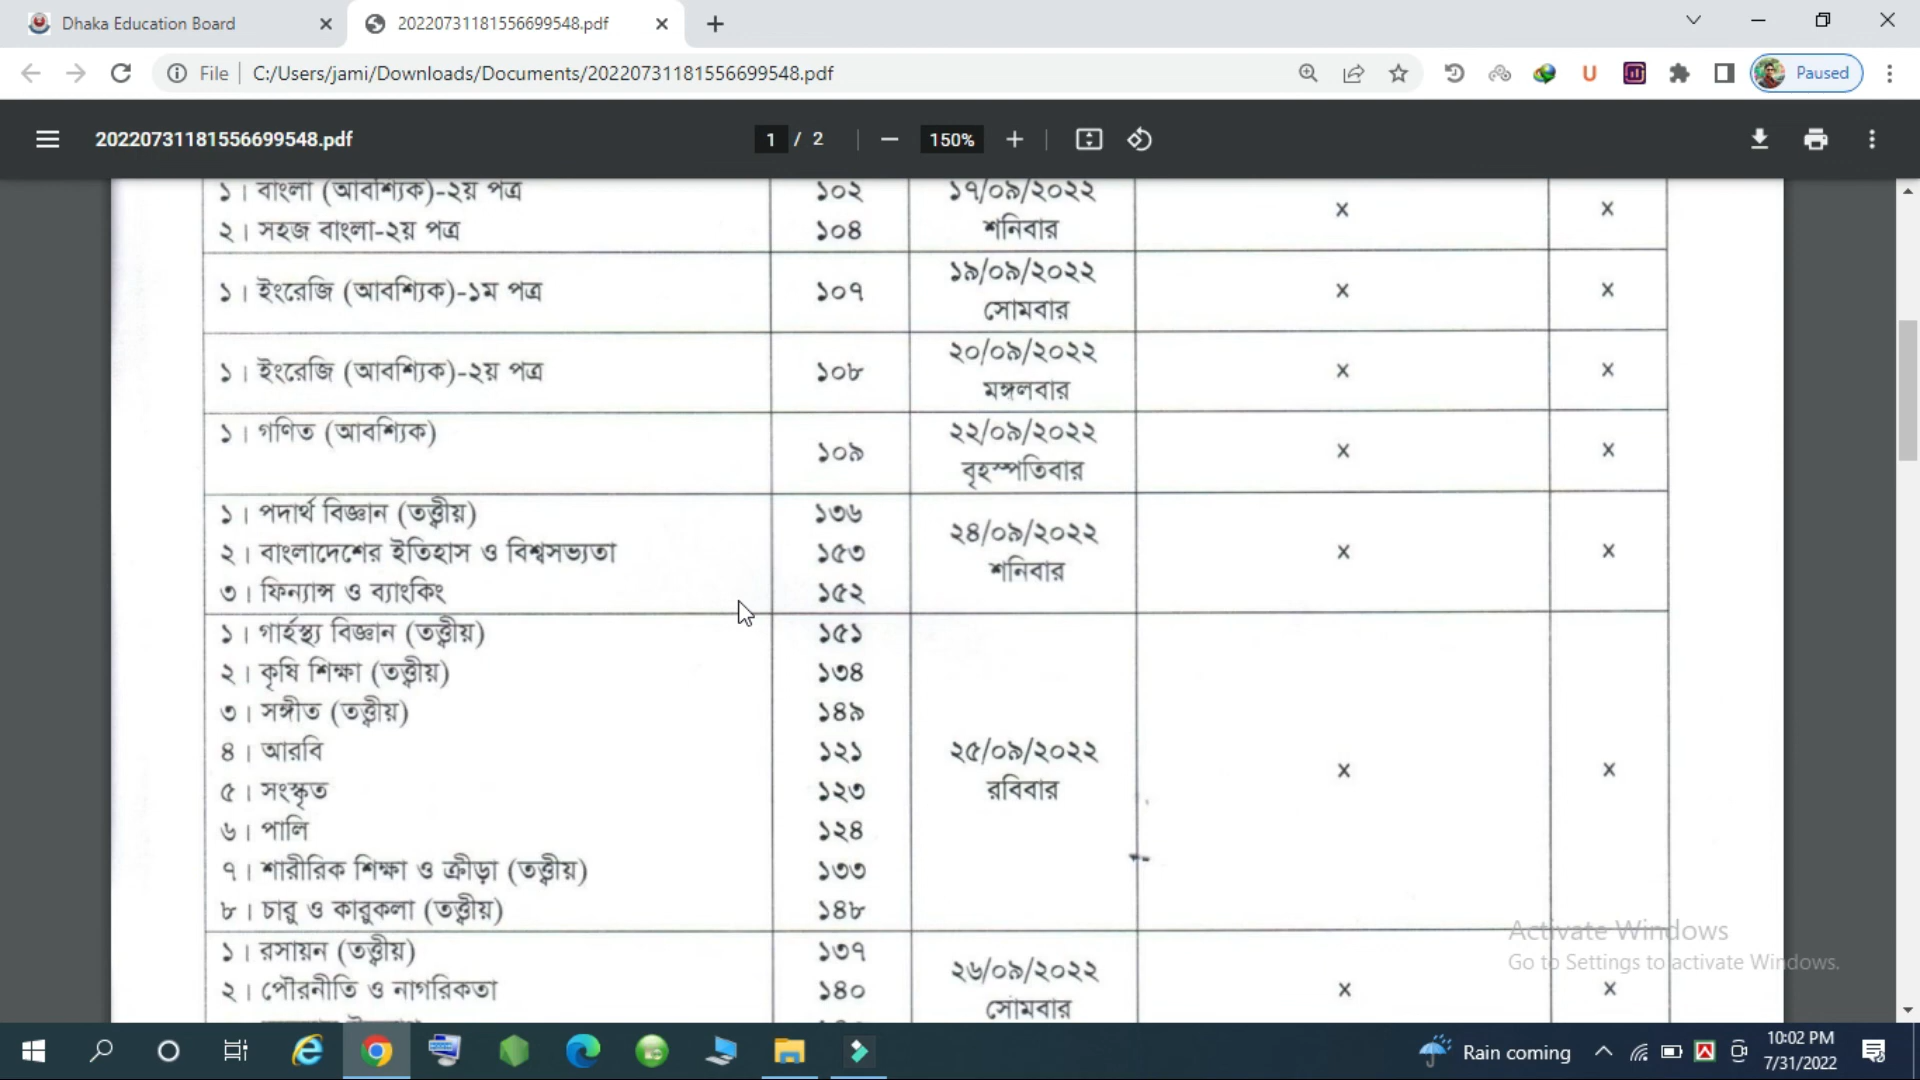 Dhaka Education Board
20220731181556699548.pdf
File
C:/Users/jami/Downloads/Documents/20220731181556699548.pdf
Paused
20220731181556699548.pdf
1 / 2
150%
১। বাংলা (আবশ্যিক)-২য় পত্র ১০২ ১৭/০৯/২০২২ x x
২। সহজ বাংলা-২য় পত্র ১০৪ শনিবার
১। ইংরেজি (আবশ্যিক)-১ম পত্র ১০৭ ১৯/০৯/২০২২ x x
সোমবার
১। ইংরেজি (আবশ্যিক)-২য় পত্র ১০৮ ২০/০৯/২০২২ x x
মঙ্গলবার
১। গণিত (আবশ্যিক) ১০৯ ২২/০৯/২০২২ x x
বৃহস্পতিবার
১। পদার্থ বিজ্ঞান (তত্ত্বীয়) ১৩৬
২। বাংলাদেশের ইতিহাস ও বিশ্বসভ্যতা ১৫৩ ২৪/০৯/২০২২ x x
৩। ফিন্যান্স ও ব্যাংকিং ১৫২ শনিবার
১। গার্হস্থ্য বিজ্ঞান (তত্ত্বীয়) ১৫১
২। কৃষি শিক্ষা (তত্ত্বীয়) ১৩৪
৩। সঙ্গীত (তত্ত্বীয়) ১৪৯
৪। আরবি ১২১ ২৫/০৯/২০২২ x x
৫। সংস্কৃত ১২৩ রবিবার
৬। পালি ১২৪
৭। শারীরিক শিক্ষা ও ক্রীড়া (তত্ত্বীয়) ১৩৩
৮। চারু ও কারুকলা (তত্ত্বীয়) ১৪৮
১। রসায়ন (তত্ত্বীয়) ১৩৭ ২৬/০৯/২০২২
২। পৌরনীতি ও নাগরিকতা ১৪০ সোমবার x x
Activate Windows
Go to Settings to activate Windows.
Rain coming
10:02 PM
7/31/2022